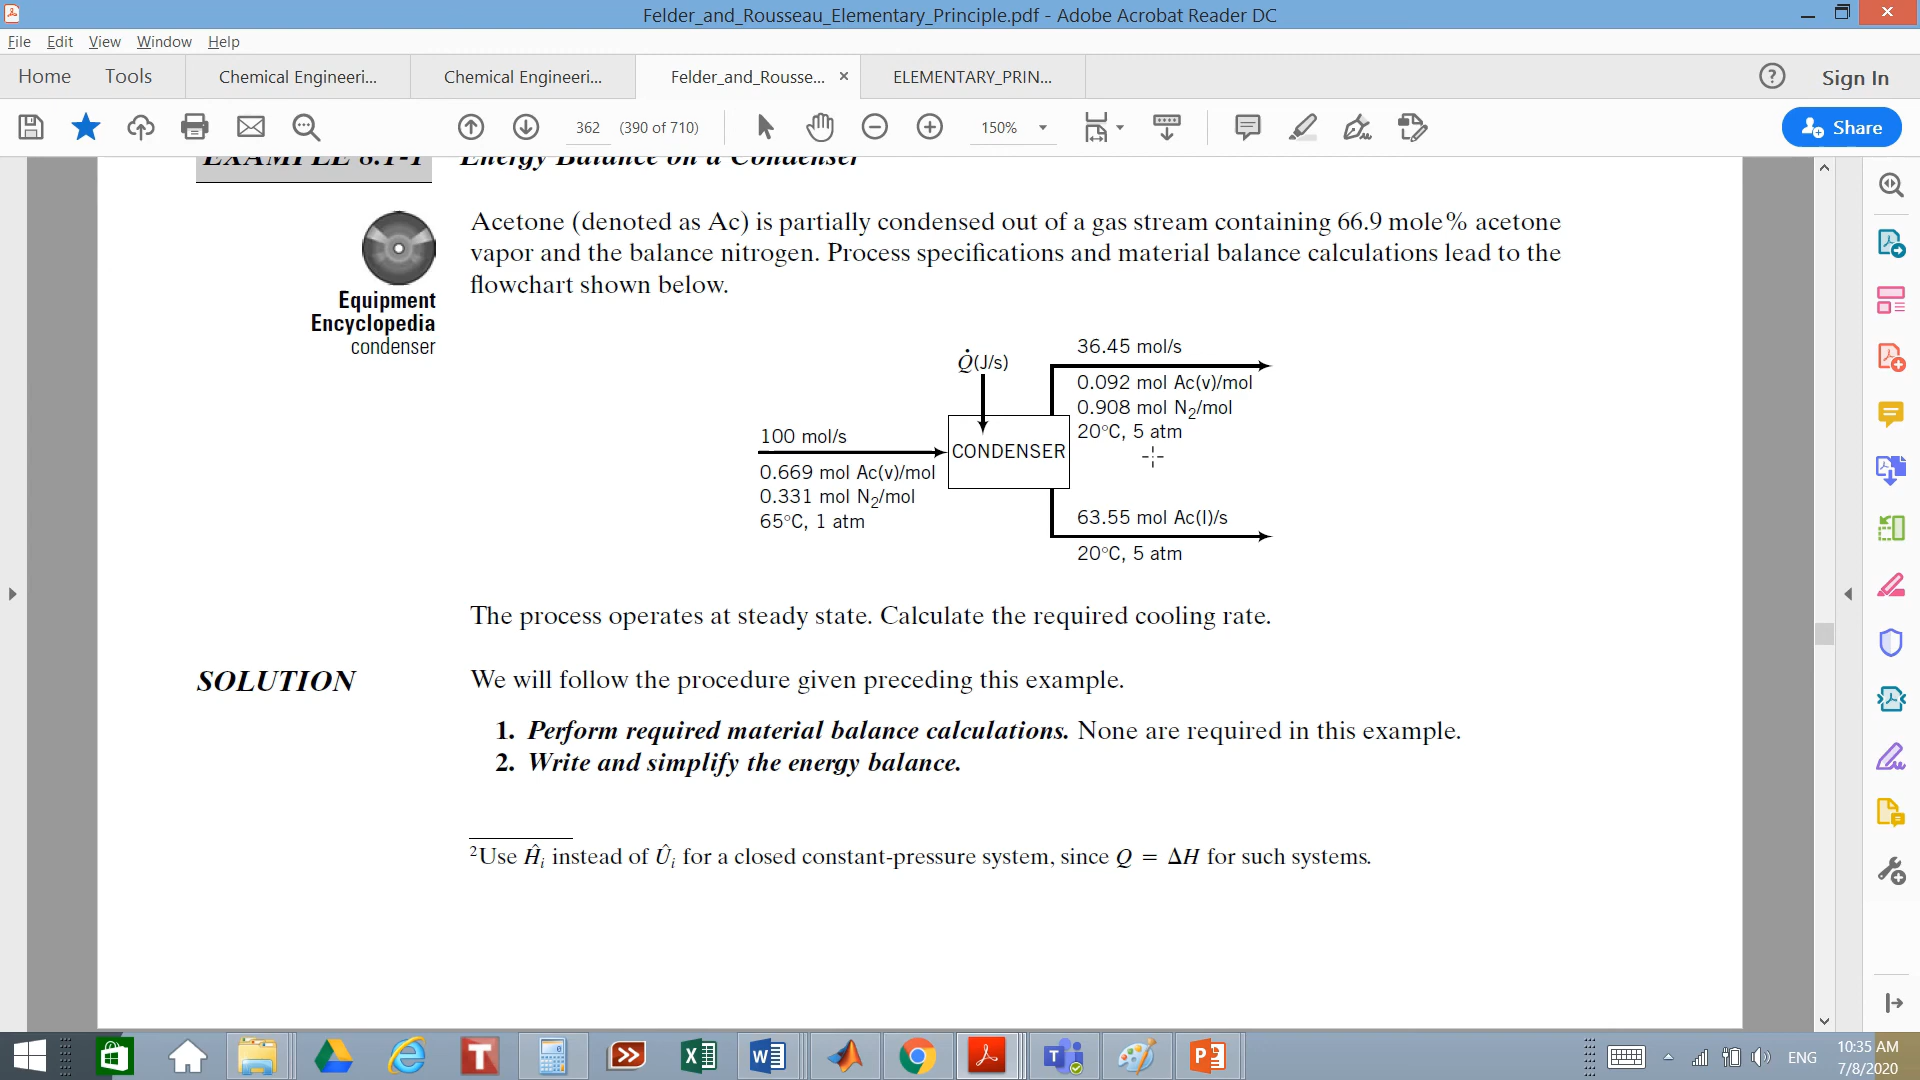 Felder_and_Rousseau_Elementary_Principle.pdf - Adobe Acrobat Reader DC
File Edit View Window Help
Home Tools Chemical Engineeri... Chemical Engineeri... Felder_and_Rousse... × ELEMENTARY_PRIN... Sign In
362 (390 of 710) 150% Share
EXAMPLE 8.1-1 Energy Balance on a Condenser
Acetone (denoted as Ac) is partially condensed out of a gas stream containing 66.9 mole% acetone
vapor and the balance nitrogen. Process specifications and material balance calculations lead to the
flowchart shown below.
Equipment
Encyclopedia
condenser
Q̇(J/s)
36.45 mol/s
0.092 mol Ac(v)/mol
0.908 mol N₂/mol
20°C, 5 atm
100 mol/s
0.669 mol Ac(v)/mol
0.331 mol N₂/mol
65°C, 1 atm
CONDENSER
63.55 mol Ac(l)/s
20°C, 5 atm
The process operates at steady state. Calculate the required cooling rate.
SOLUTION We will follow the procedure given preceding this example.
1. Perform required material balance calculations. None are required in this example.
2. Write and simplify the energy balance.
²Use Ĥᵢ instead of Ûᵢ for a closed constant-pressure system, since Q = ΔH for such systems.
ENG
10:35 AM
7/8/2020